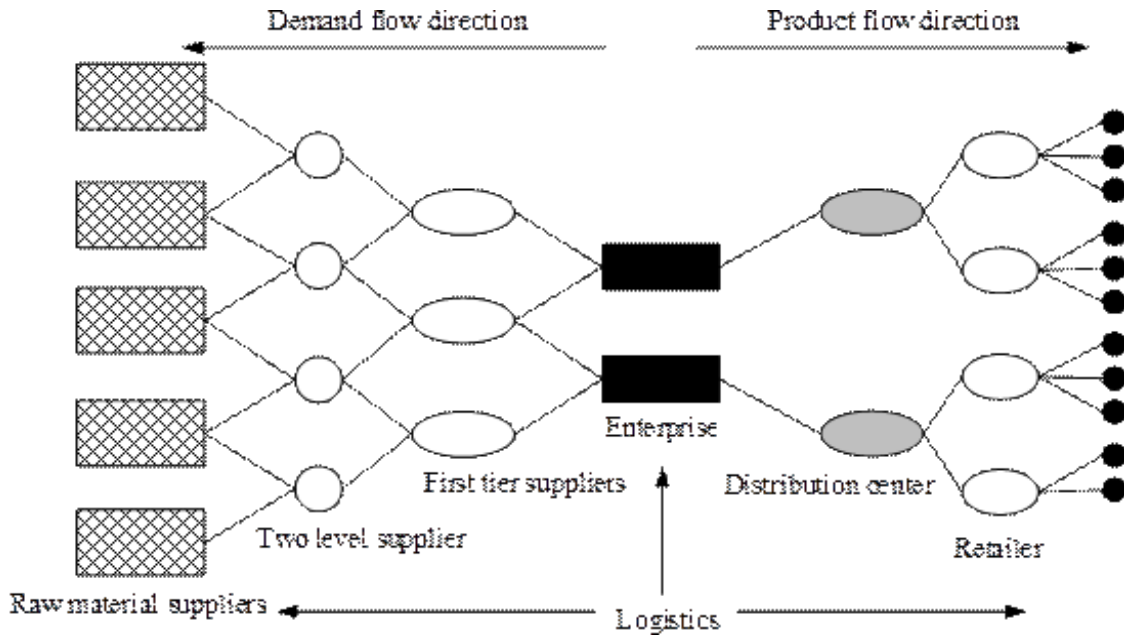 Demand flow direction
Product flow direction
Enterprise
First tier suppliers
Distribution center
Two level supplier
Retailer
Raw material suppliers
Logistics